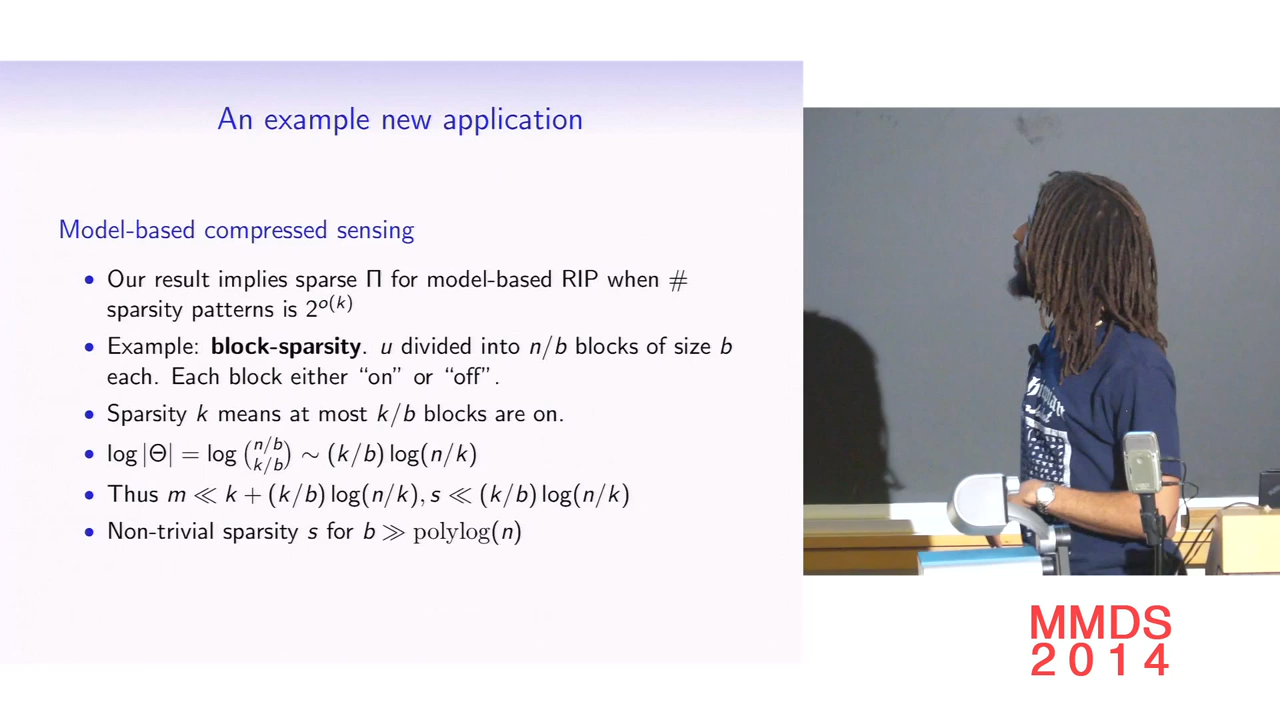 An example new application
Model-based compressed sensing
• Our result implies sparse Π for model-based RIP when #
sparsity patterns is 2^{o(k)}
• Example: block-sparsity. u divided into n/b blocks of size b
each. Each block either “on” or “off”.
• Sparsity k means at most k/b blocks are on.
• log |Θ| = log \binom{n/b}{k/b} ∼ (k/b) log(n/k)
• Thus m ≪ k + (k/b) log(n/k), s ≪ (k/b) log(n/k)
• Non-trivial sparsity s for b ≫ polylog(n)
MMDS
2014